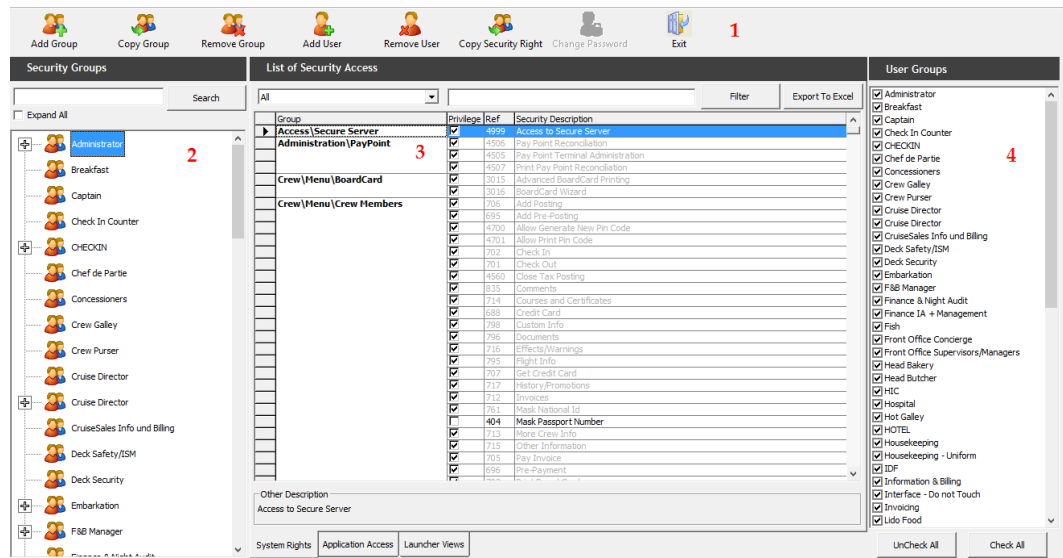 Add Group Copy Group Remove Group Add User Remove User Copy Security Right Change Password Exit 1
Security Groups
Search
Expand All
2
Administrator
Breakfast
Captain
Check In Counter
CHECKIN
Chef de Partie
Concessioners
Crew Galley
Crew Purser
Cruise Director
Cruise Director
CruiseSales Info und Billing
Deck Safety/ISM
Deck Security
Embarkation
F&B Manager
Finance & Night Audit
List of Security Access
All Filter Export To Excel
Group Privilege Ref Security Description
3
Access\Secure Server 4999 Access to Secure Server
Administration\PayPoint 4506 Pay Point Reconciliation
4505 Pay Point Terminal Administration
4507 Print Pay Point Reconciliation
Crew\Menu\BoardCard 3015 Advanced BoardCard Printing
3016 BoardCard Wizard
Crew\Menu\Crew Members 706 Add Posting
695 Add Pre-Posting
4700 Allow Generate New Pin Code
4701 Allow Print Pin Code
702 Check In
701 Check Out
4560 Close Tax Posting
835 Comments
714 Courses and Certificates
688 Credit Card
798 Custom Info
796 Documents
716 Effects/Warnings
795 Flight Info
707 Get Credit Card
717 History/Promotions
712 Invoices
761 Mask National Id
404 Mask Passport Number
713 More Crew Info
715 Other Information
705 Pay Invoice
696 Pre-Payment
Other Description
Access to Secure Server
System Rights Application Access Launcher Views
User Groups
4
Administrator
Breakfast
Captain
Check In Counter
CHECKIN
Chef de Partie
Concessioners
Crew Galley
Crew Purser
Cruise Director
Cruise Director
CruiseSales Info und Billing
Deck Safety/ISM
Deck Security
Embarkation
F&B Manager
Finance & Night Audit
Finance IA + Management
Fish
Front Office Concierge
Front Office Supervisors/Managers
Head Bakery
Head Butcher
HIC
Hospital
Hot Galley
HOTEL
Housekeeping
Housekeeping - Uniform
IDF
Information & Billing
Interface - Do not Touch
Invoicing
Lido Food
UnCheck All Check All